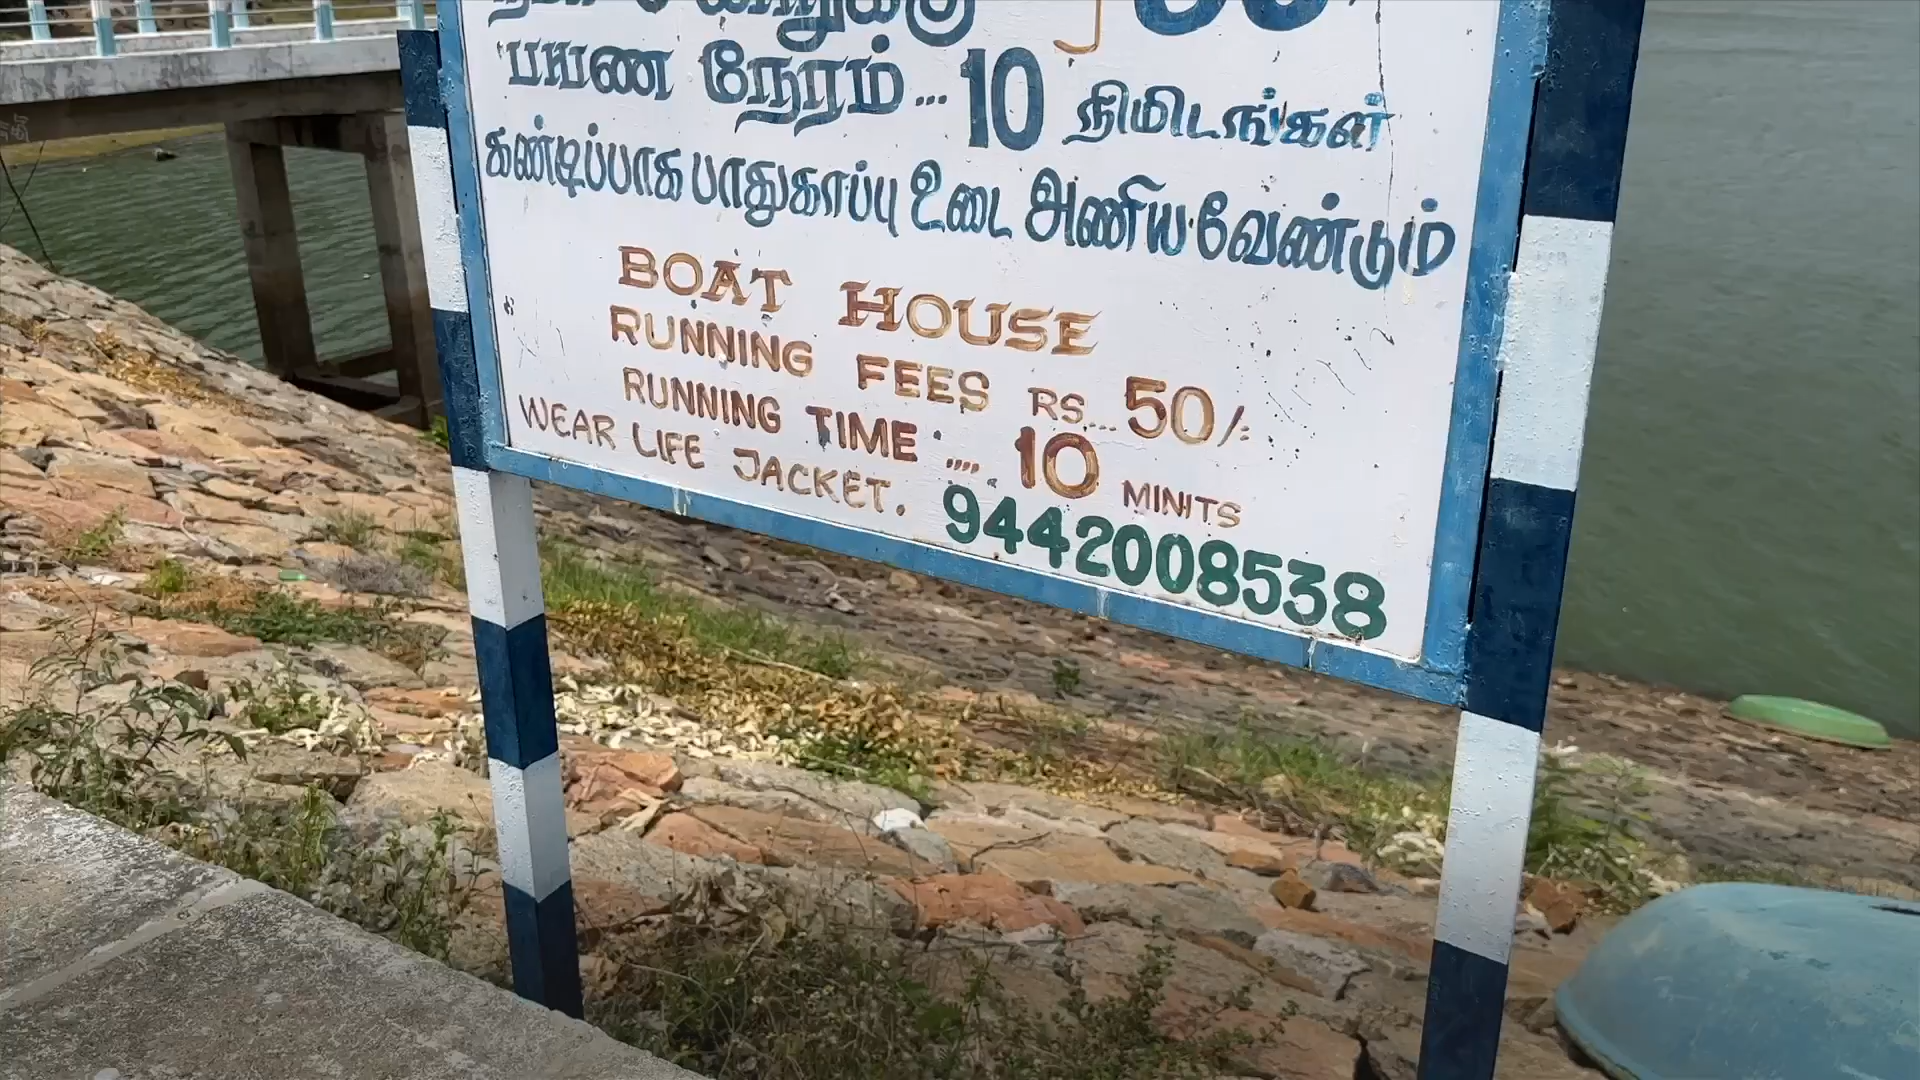 பயண நேரம்... 10 நிமிடங்கள்
கண்டிப்பாக பாதுகாப்பு உடை அணிய வேண்டும்
BOAT HOUSE
RUNNING FEES RS... 50/-
RUNNING TIME .... 10 MINITS
WEAR LIFE JACKET.
9442008538